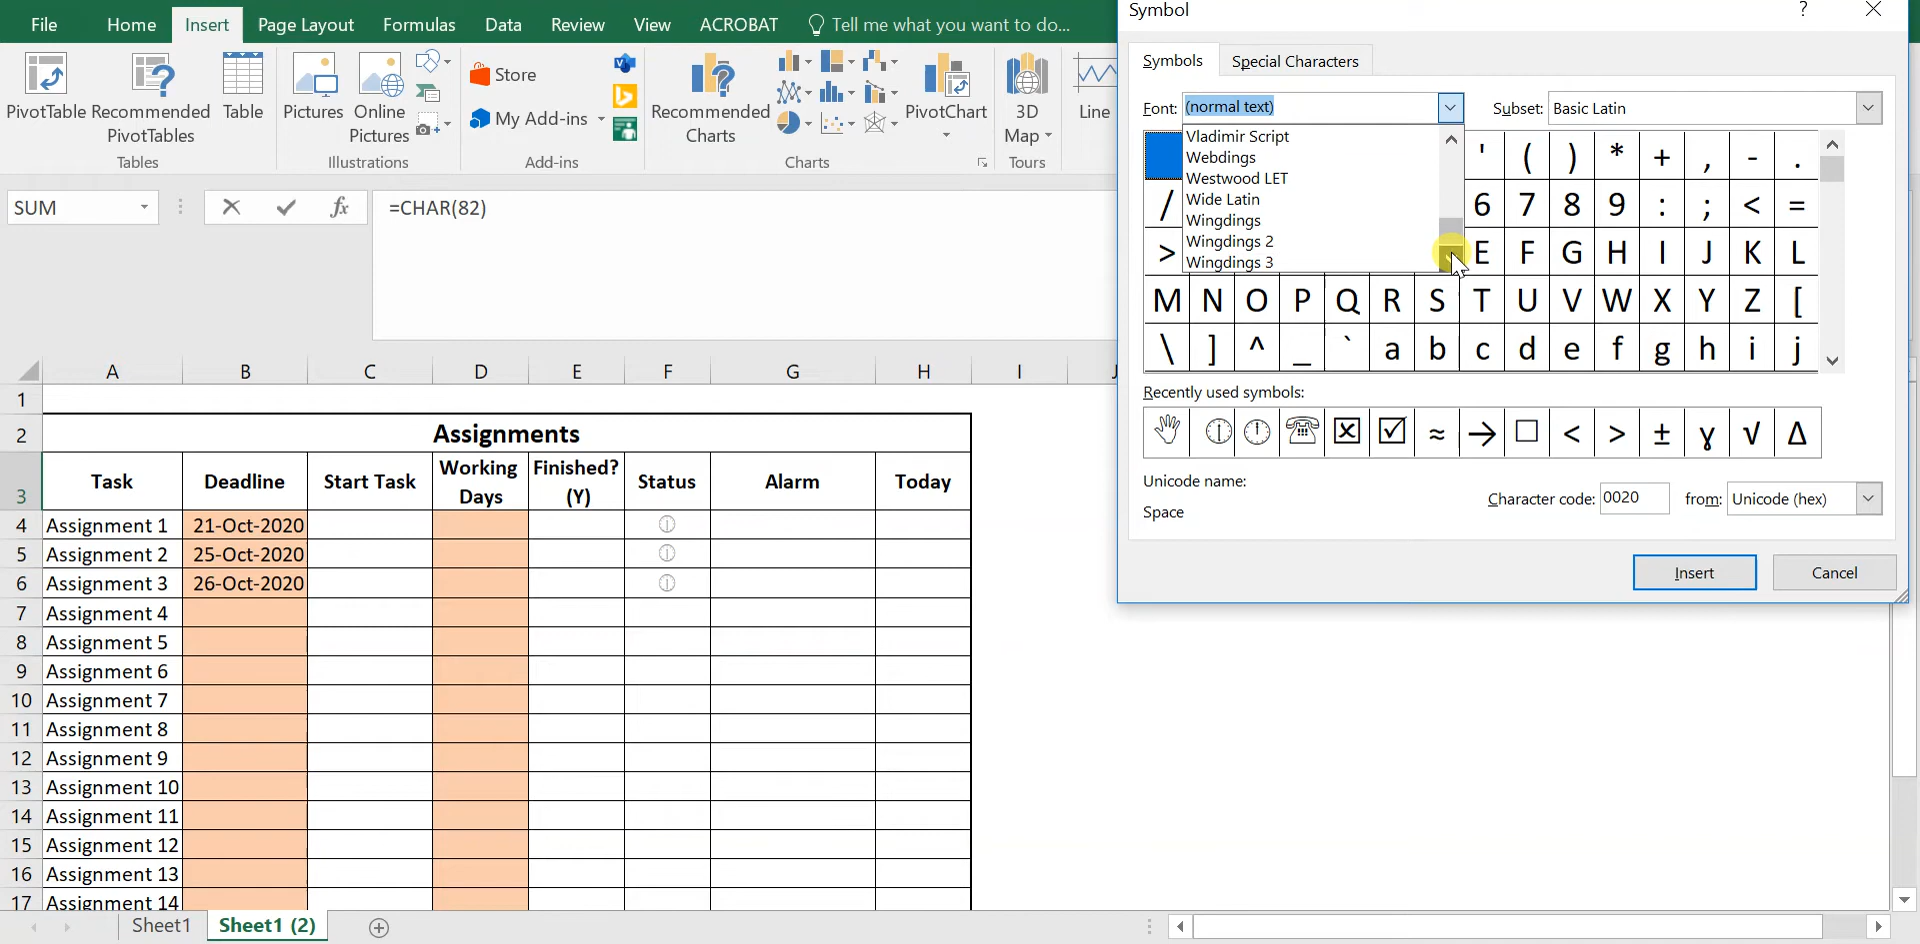 File Home Insert Page Layout Formulas Data Review View ACROBAT Tell me what you want to do...
PivotTable Recommended PivotTables Table
Tables
Pictures Online Pictures
Illustrations
Store
My Add-ins
Add-ins
Recommended Charts
PivotChart
Charts
3D Map
Tours
Line
SUM
fx
=CHAR(82)
A B C D E F G H I
1
2 Assignments
3 Task Deadline Start Task Working Days Finished? (Y) Status Alarm Today
4 Assignment 1 21-Oct-2020
5 Assignment 2 25-Oct-2020
6 Assignment 3 26-Oct-2020
7 Assignment 4
8 Assignment 5
9 Assignment 6
10 Assignment 7
11 Assignment 8
12 Assignment 9
13 Assignment 10
14 Assignment 11
15 Assignment 12
16 Assignment 13
17 Assignment 14
Sheet1 Sheet1 (2)
Symbol ?
Symbols Special Characters
Font: (normal text) Subset: Basic Latin
Vladimir Script
Webdings
Westwood LET
Wide Latin
Wingdings
Wingdings 2
Wingdings 3
' ( ) * + , - .
/ 6 7 8 9 : ; < =
> E F G H I J K L
M N O P Q R S T U V W X Y Z [
\ ] ^ _ ` a b c d e f g h i j
Recently used symbols:
≈ → □ < > ± ɣ √ Δ
Unicode name:
Space
Character code: 0020 from: Unicode (hex)
Insert Cancel